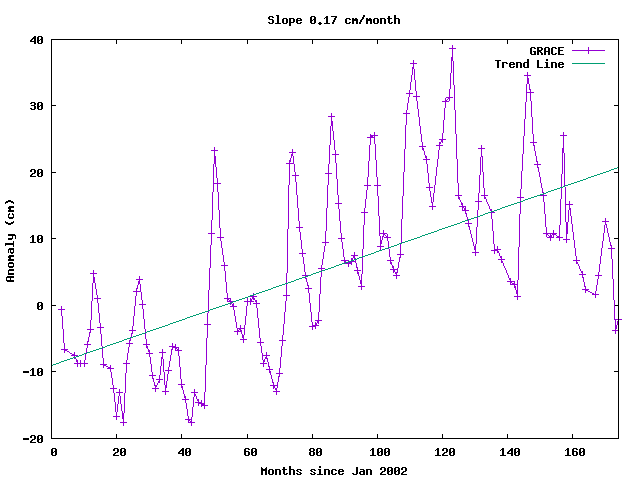 Slope 0.17 cm/month
GRACE
Trend Line
40
30
20
10
0
-10
-20
Anomaly (cm)
0 20 40 60 80 100 120 140 160
Months since Jan 2002